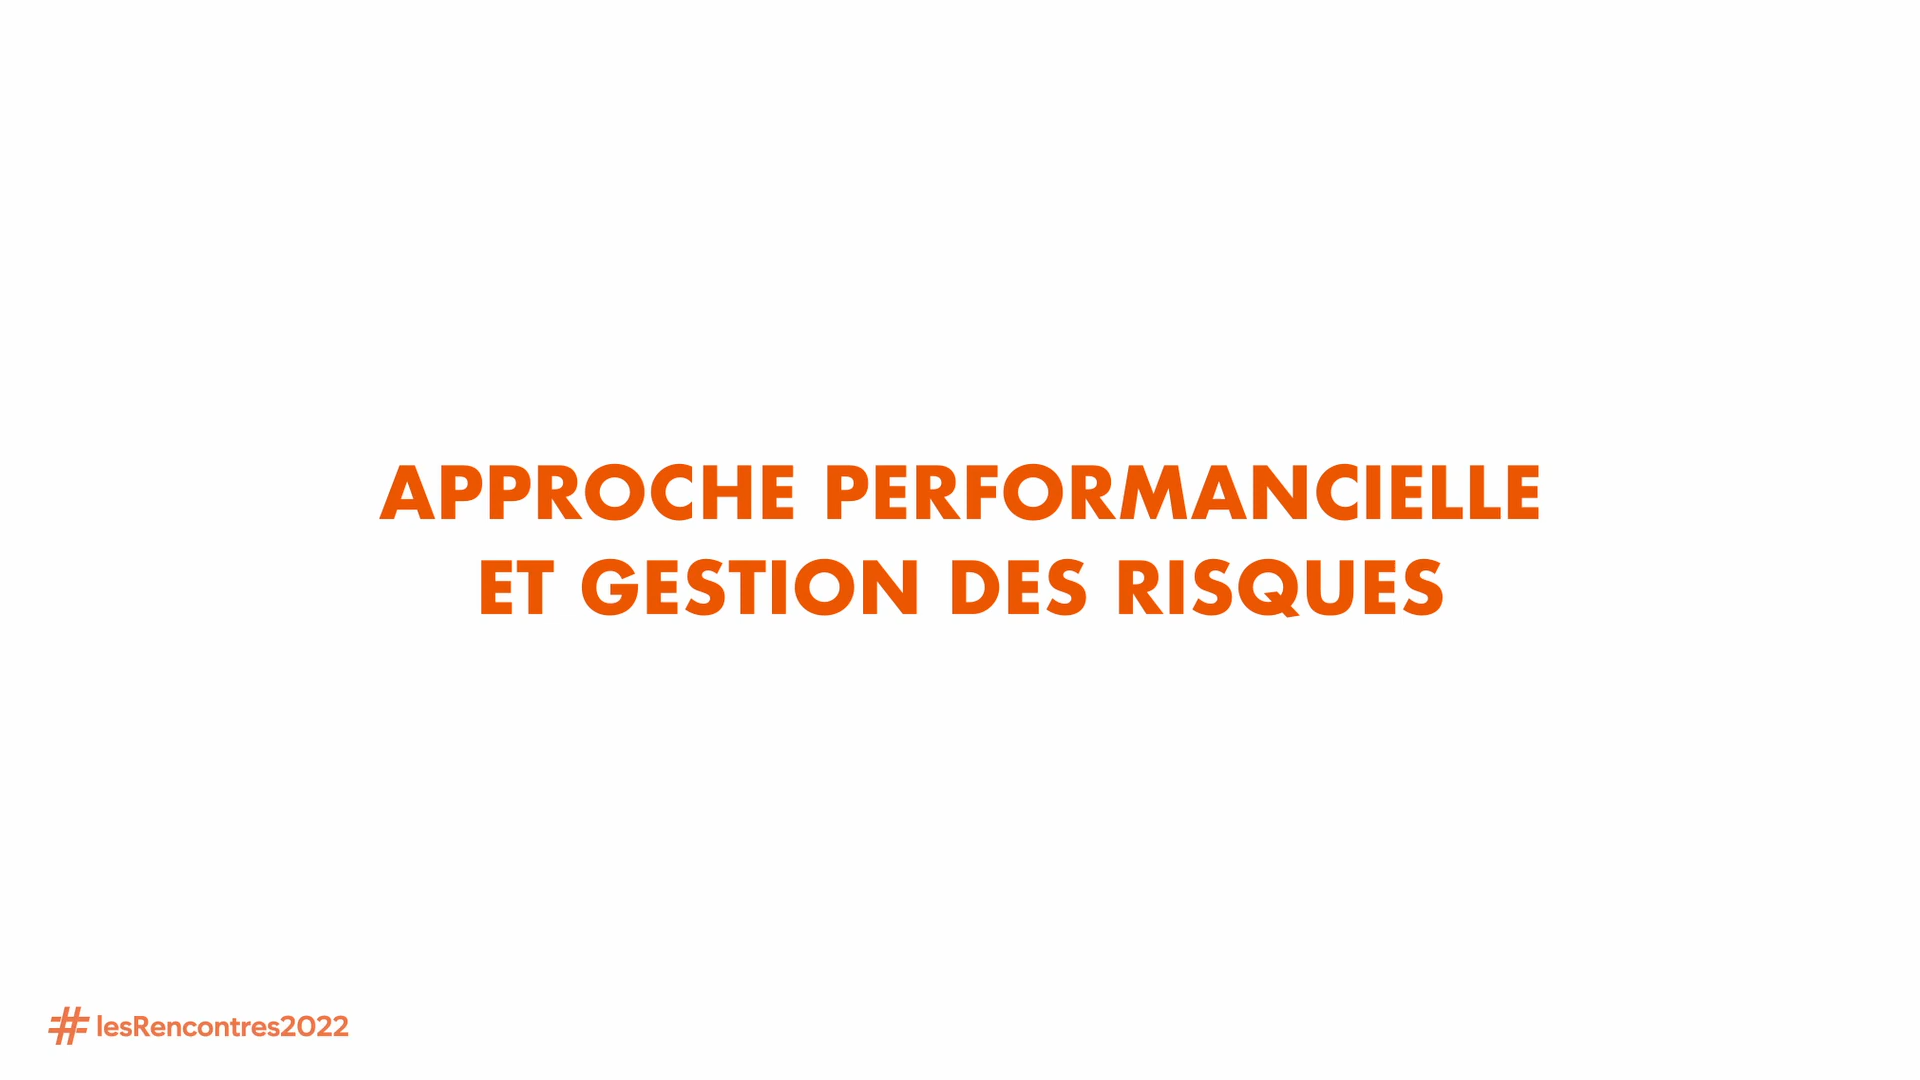 APPROCHE PERFORMANCIELLE
ET GESTION DES RISQUES
#lesRencontres2022